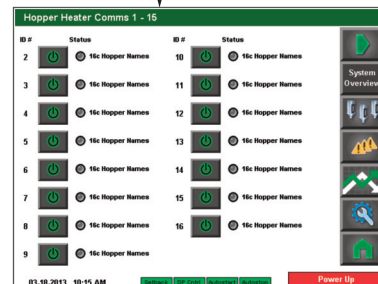 Hopper Heater Comms 1 - 15
ID # Status ID # Status
2 16c Hopper Names 10 16c Hopper Names
3 16c Hopper Names 11 16c Hopper Names
4 16c Hopper Names 12 16c Hopper Names
5 16c Hopper Names 13 16c Hopper Names
6 16c Hopper Names 14 16c Hopper Names
7 16c Hopper Names 15 16c Hopper Names
8 16c Hopper Names 16 16c Hopper Names
9 16c Hopper Names
System
Overview
03.18.2013 10:15 AM Setback DP Cntrl Autostart Autostop Power Up